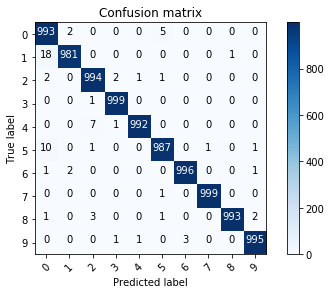 Confusion matrix
0 993 2 0 0 0 5 0 0 0 0
1 18 981 0 0 0 0 0 0 1 0
2 2 0 994 2 1 1 0 0 0 0
3 0 0 1 999 0 0 0 0 0 0
4 0 0 7 1 992 0 0 0 0 0
5 10 0 1 0 0 987 0 1 0 1
6 1 2 0 0 0 0 996 0 0 1
7 0 0 0 0 0 1 0 999 0 0
8 1 0 3 0 0 1 0 0 993 2
9 0 0 0 1 1 0 3 0 0 995
0 1 2 3 4 5 6 7 8 9
Predicted label
True label
800
600
400
200
0